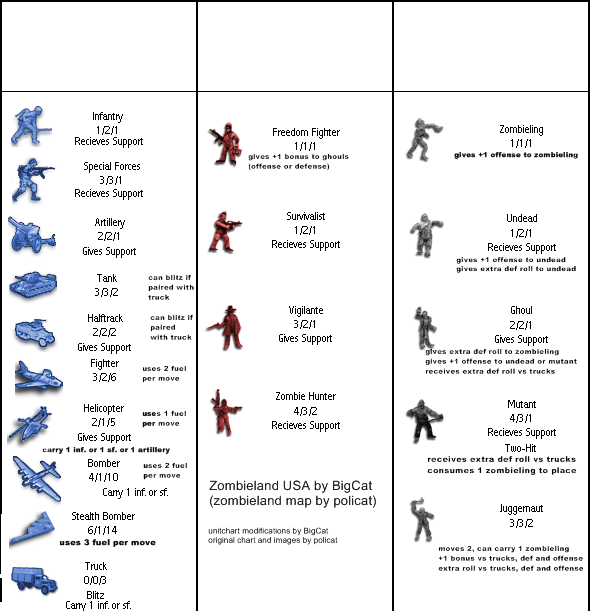 Infantry
1/2/1
Recieves Support
Special Forces
3/3/1
Recieves Support
Artillery
2/2/1
Gives Support
Tank
3/3/2
can blitz if
paired with
truck
Halftrack
2/2/2
Gives Support
can blitz if
paired
with truck
Fighter
3/2/6
uses 2 fuel
per move
Helicopter
2/1/5
Gives Support
uses 1 fuel
per move
carry 1 inf. or 1 sf. or 1 artillery
Bomber
4/1/10
Carry 1 inf. or sf.
uses 2 fuel
per move
Stealth Bomber
6/1/14
uses 3 fuel per move
Truck
0/0/3
Blitz
Carry 1 inf. or sf.
Freedom Fighter
1/1/1
gives +1 bonus to ghouls
(offense or defense)
Survivalist
1/2/1
Recieves Support
Vigilante
3/2/1
Gives Support
Zombie Hunter
4/3/2
Recieves Support
Zombieland USA by BigCat
(zombieland map by policat)
unitchart modifications by BigCat
original chart and images by policat
Zombieling
1/1/1
gives +1 offense to zombieling
Undead
1/2/1
Recieves Support
gives +1 offense to undead
gives extra def roll to undead
Ghoul
2/2/1
Gives Support
gives extra def roll to zombieling
gives +1 offense to undead or mutant
receives extra def roll vs trucks
Mutant
4/3/1
Recieves Support
Two-Hit
receives extra def roll vs trucks
consumes 1 zombieling to place
Juggernaut
3/3/2
moves 2, can carry 1 zombieling
+1 bonus vs trucks, def and offense
extra roll vs trucks, def and offense